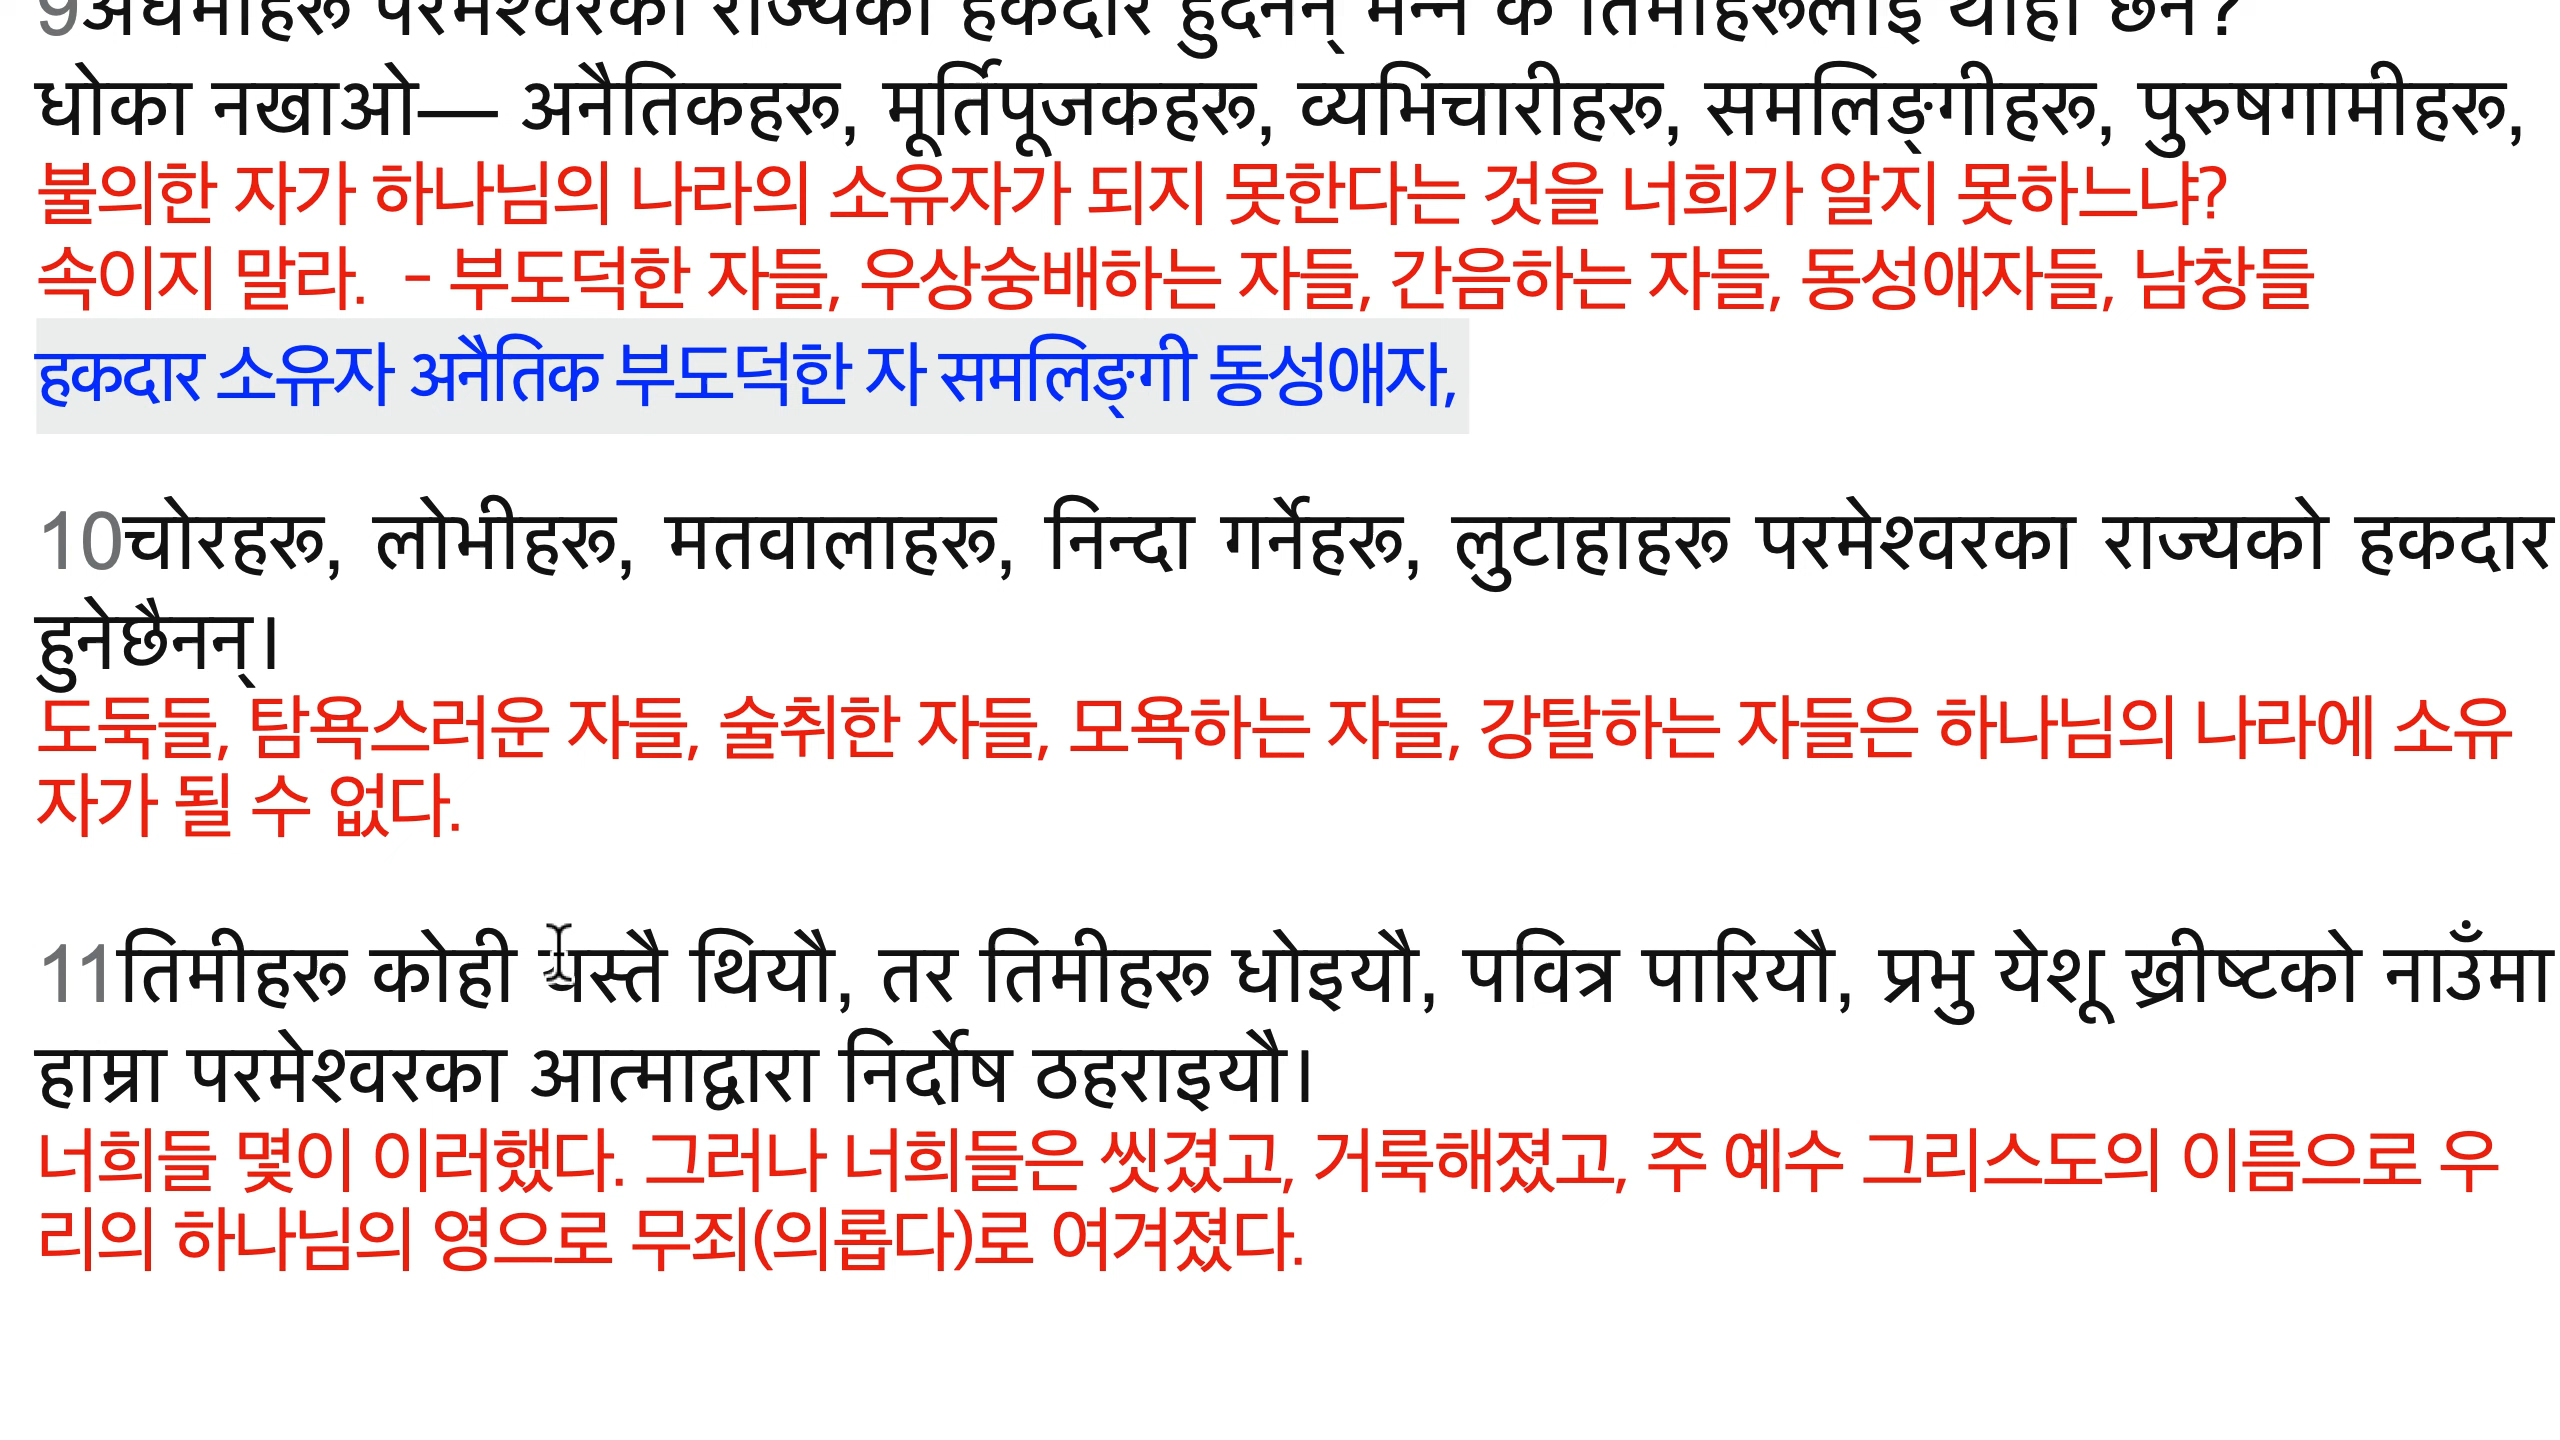 9अधर्मीहरू परमेश्वरको राज्यको हकदार हुँदैनन् भन्ने के तिमीहरूलाई थाहा छैन?
धोका नखाओ— अनैतिकहरू, मूर्तिपूजकहरू, व्यभिचारीहरू, समलिङ्गीहरू, पुरुषगामीहरू,
불의한 자가 하나님의 나라의 소유자가 되지 못한다는 것을 너희가 알지 못하느냐?
속이지 말라. - 부도덕한 자들, 우상숭배하는 자들, 간음하는 자들, 동성애자들, 남창들
हकदार 소유자 अनैतिक 부도덕한 자 समलिङ्गी 동성애자,
10चोरहरू, लोभीहरू, मतवालाहरू, निन्दा गर्नेहरू, लुटाहाहरू परमेश्वरका राज्यको हकदार
हुनेछैनन्।
도둑들, 탐욕스러운 자들, 술취한 자들, 모욕하는 자들, 강탈하는 자들은 하나님의 나라에 소유
자가 될 수 없다.
11तिमीहरू कोही यस्तै थियौ, तर तिमीहरू धोइयौ, पवित्र पारियौ, प्रभु येशू ख्रीष्टको नाउँमा
हाम्रा परमेश्वरका आत्माद्वारा निर्दोष ठहराइयौ।
너희들 몇이 이러했다. 그러나 너희들은 씻겼고, 거룩해졌고, 주 예수 그리스도의 이름으로 우
리의 하나님의 영으로 무죄(의롭다)로 여겨졌다.